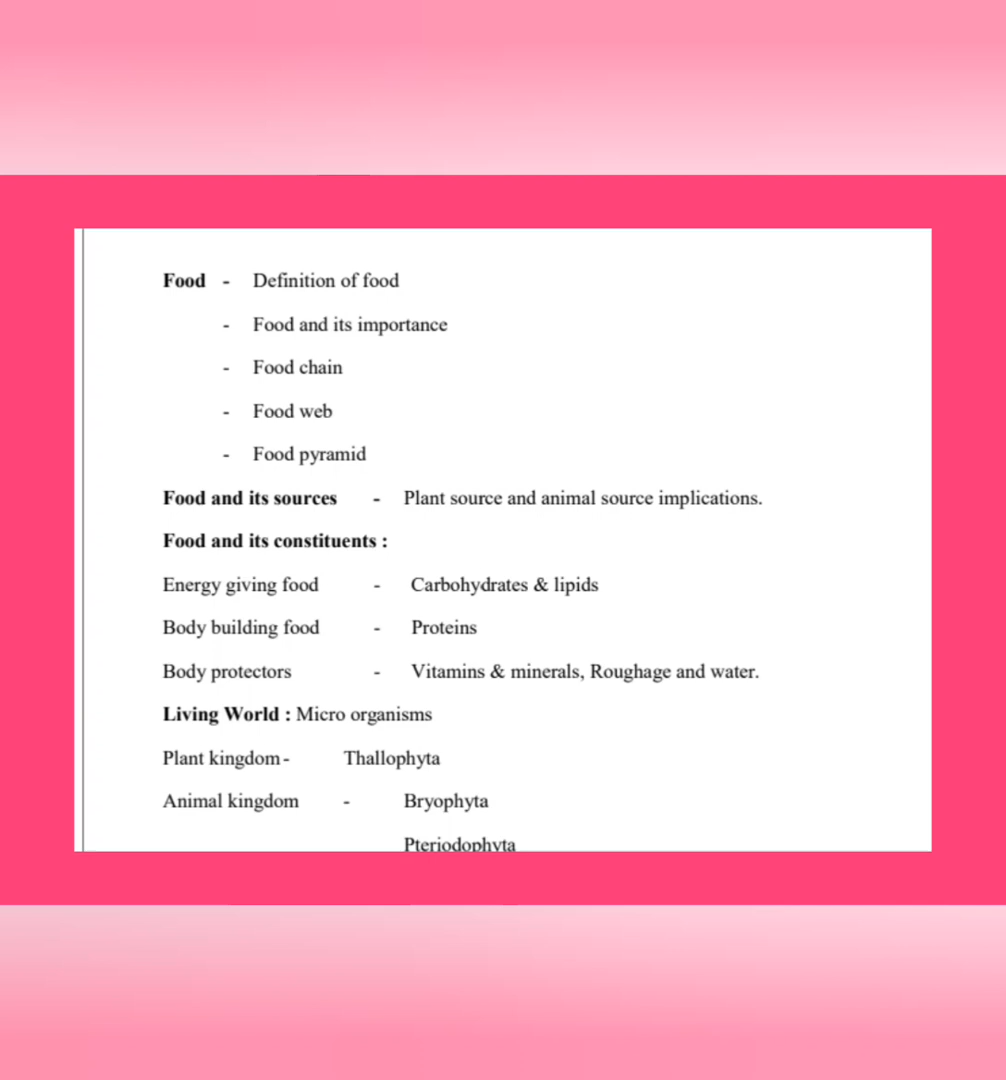 Food - Definition of food
- Food and its importance
- Food chain
- Food web
- Food pyramid
Food and its sources - Plant source and animal source implications.
Food and its constituents :
Energy giving food - Carbohydrates & lipids
Body building food - Proteins
Body protectors - Vitamins & minerals, Roughage and water.
Living World : Micro organisms
Plant kingdom - Thallophyta
Animal kingdom - Bryophyta
Pteriodophyta